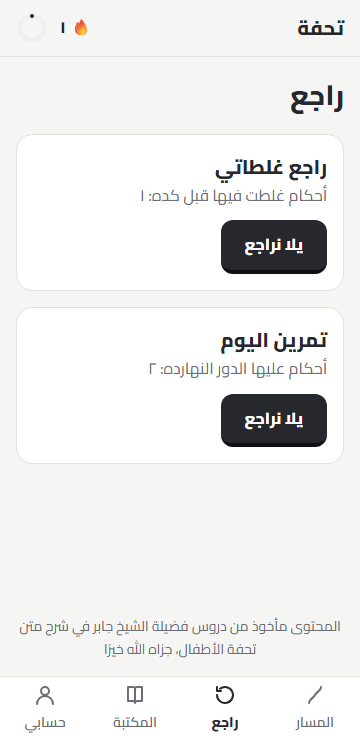 تحفة
١
راجع
راجع غلطاتي
أحكام غلطت فيها قبل كده: ١
يلا نراجع
تمرين اليوم
أحكام عليها الدور النهارده: ٢
يلا نراجع
المحتوى مأخوذ من دروس فضيلة الشيخ جابر في شرح متن
تحفة الأطفال، جزاه الله خيرًا
المسار
راجع
المكتبة
حسابي